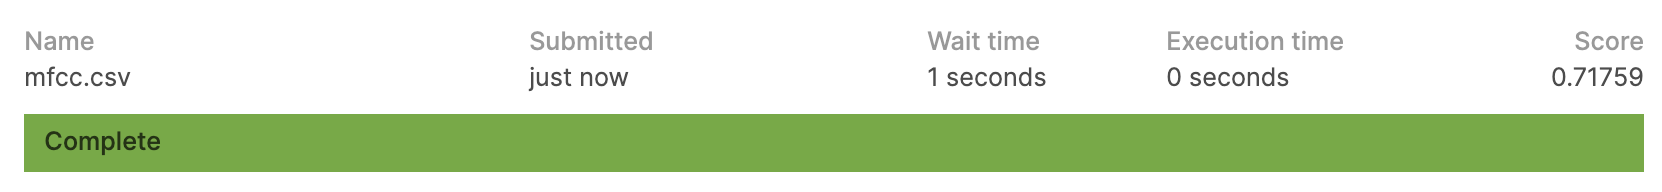 Name Submitted Wait time Execution time Score
mfcc.csv just now 1 seconds 0 seconds 0.71759
Complete